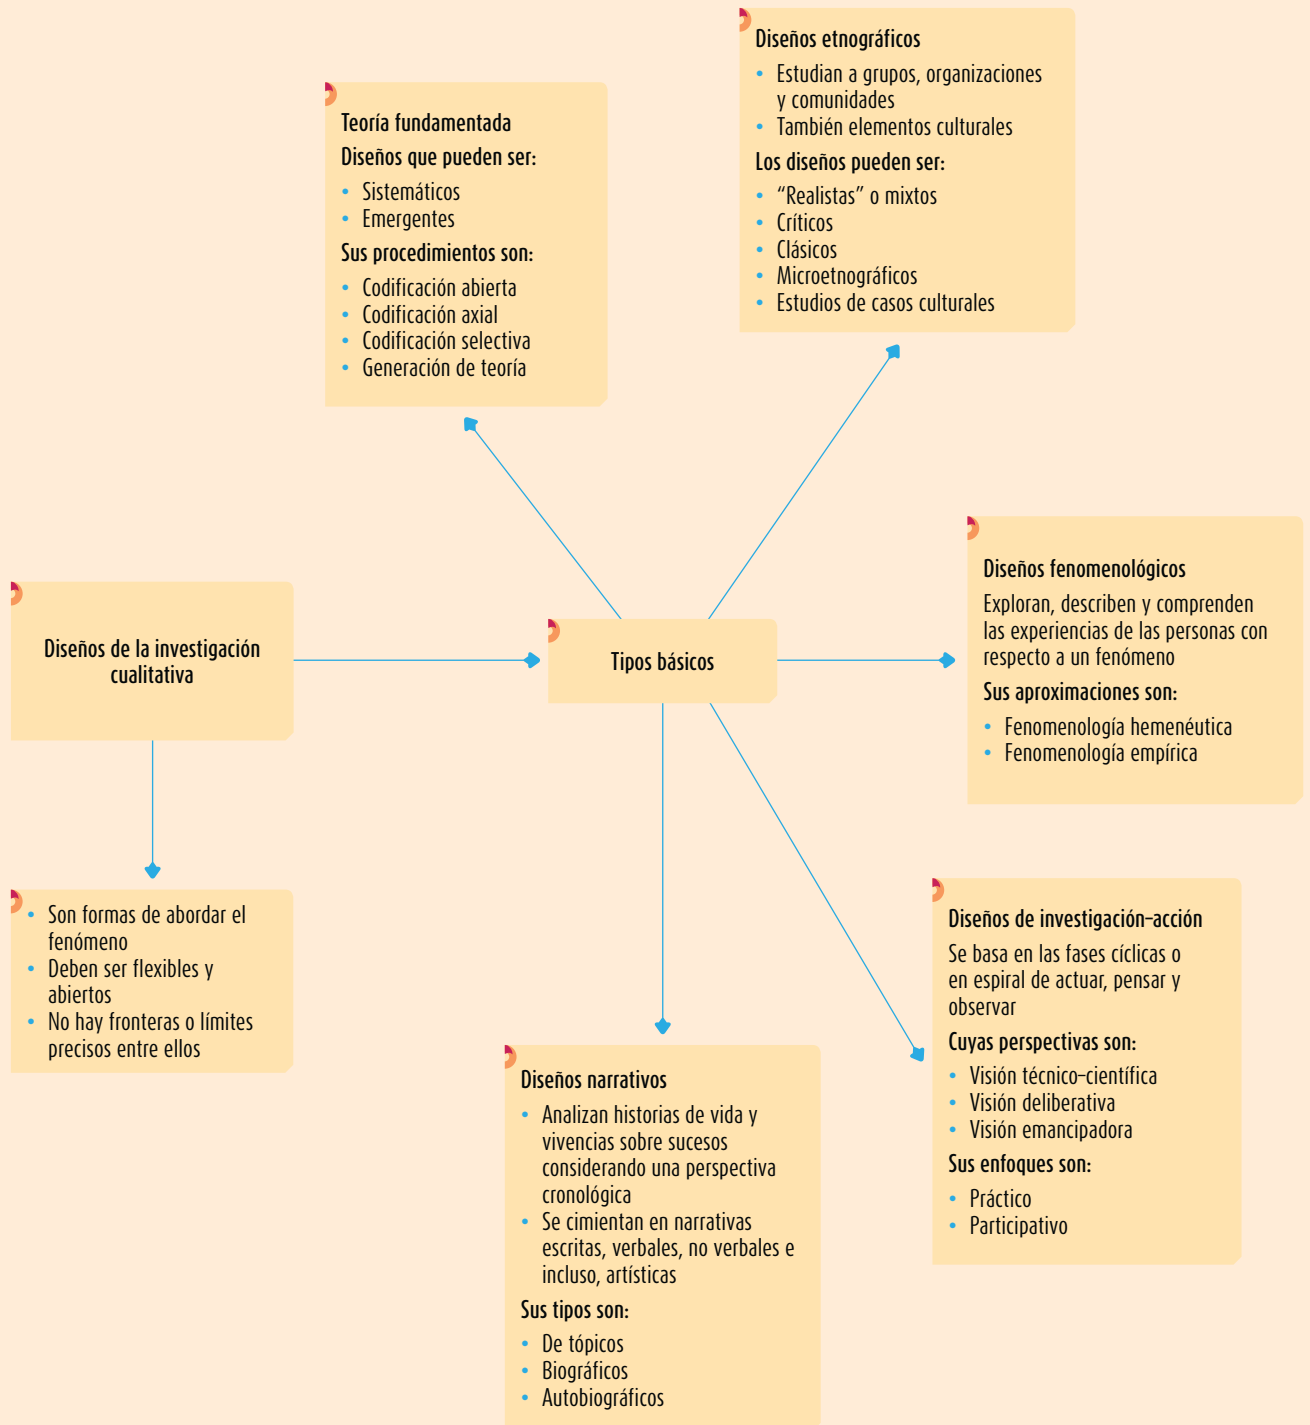 Diseños etnográficos
• Estudian a grupos, organizaciones
y comunidades
• También elementos culturales
Los diseños pueden ser:
• “Realistas” o mixtos
• Críticos
• Clásicos
• Microetnográficos
• Estudios de casos culturales
Teoría fundamentada
Diseños que pueden ser:
• Sistemáticos
• Emergentes
Sus procedimientos son:
• Codificación abierta
• Codificación axial
• Codificación selectiva
• Generación de teoría
Diseños fenomenológicos
Exploran, describen y comprenden
las experiencias de las personas con
respecto a un fenómeno
Sus aproximaciones son:
• Fenomenología hemenéutica
• Fenomenología empírica
Diseños de la investigación
cualitativa
Tipos básicos
• Son formas de abordar el
fenómeno
• Deben ser flexibles y
abiertos
• No hay fronteras o límites
precisos entre ellos
Diseños de investigación–acción
Se basa en las fases cíclicas o
en espiral de actuar, pensar y
observar
Cuyas perspectivas son:
• Visión técnico–científica
• Visión deliberativa
• Visión emancipadora
Sus enfoques son:
• Práctico
• Participativo
Diseños narrativos
• Analizan historias de vida y
vivencias sobre sucesos
considerando una perspectiva
cronológica
• Se cimientan en narrativas
escritas, verbales, no verbales e
incluso, artísticas
Sus tipos son:
• De tópicos
• Biográficos
• Autobiográficos